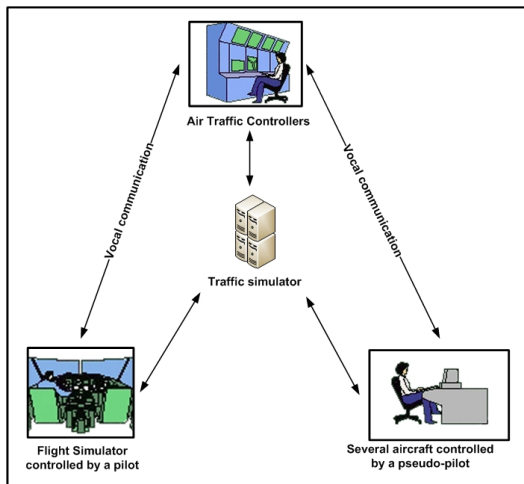 Air Traffic Controllers
Vocal communication
Vocal communication
Traffic simulator
Flight Simulator
controlled by a pilot
Several aircraft controlled
by a pseudo-pilot